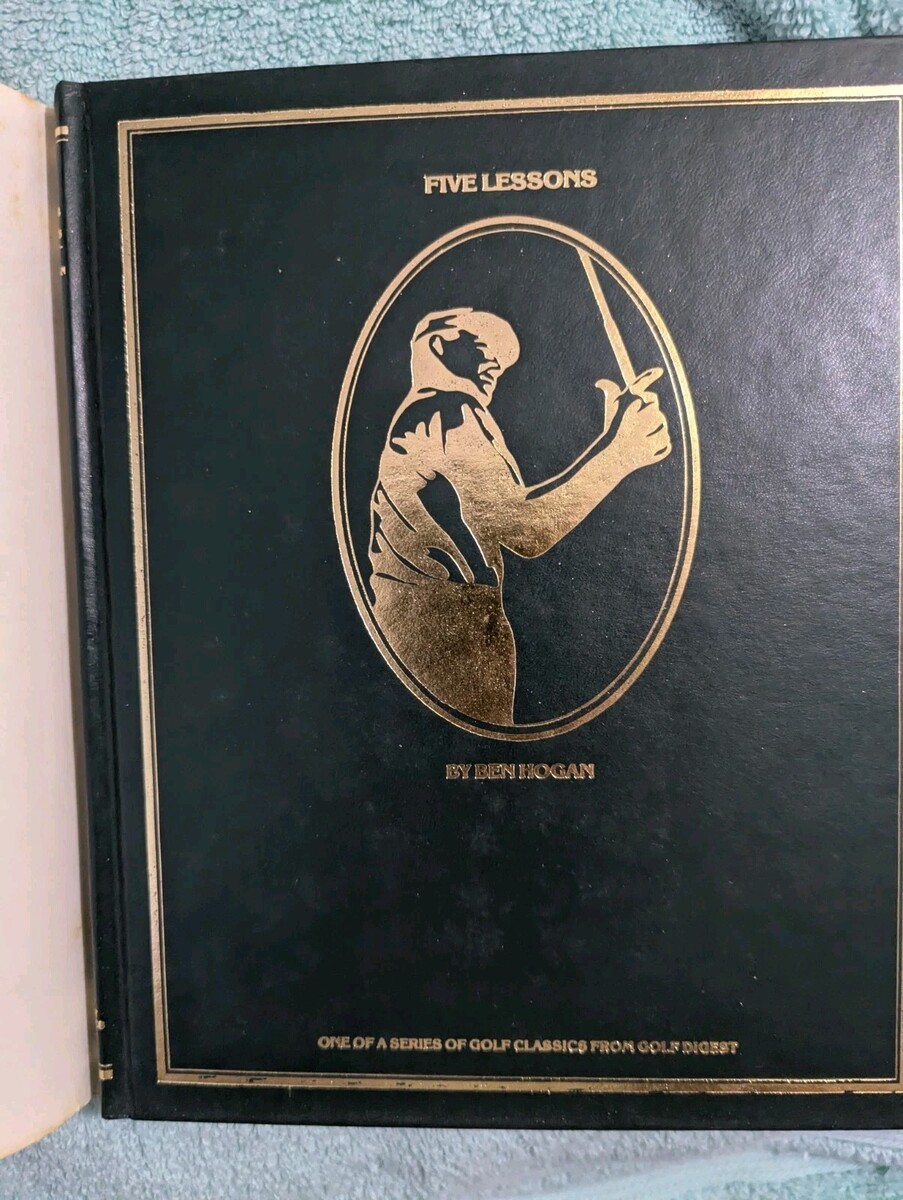 FIVE LESSONS
BY BEN HOGAN
ONE OF A SERIES OF GOLF CLASSICS FROM GOLF DIGEST